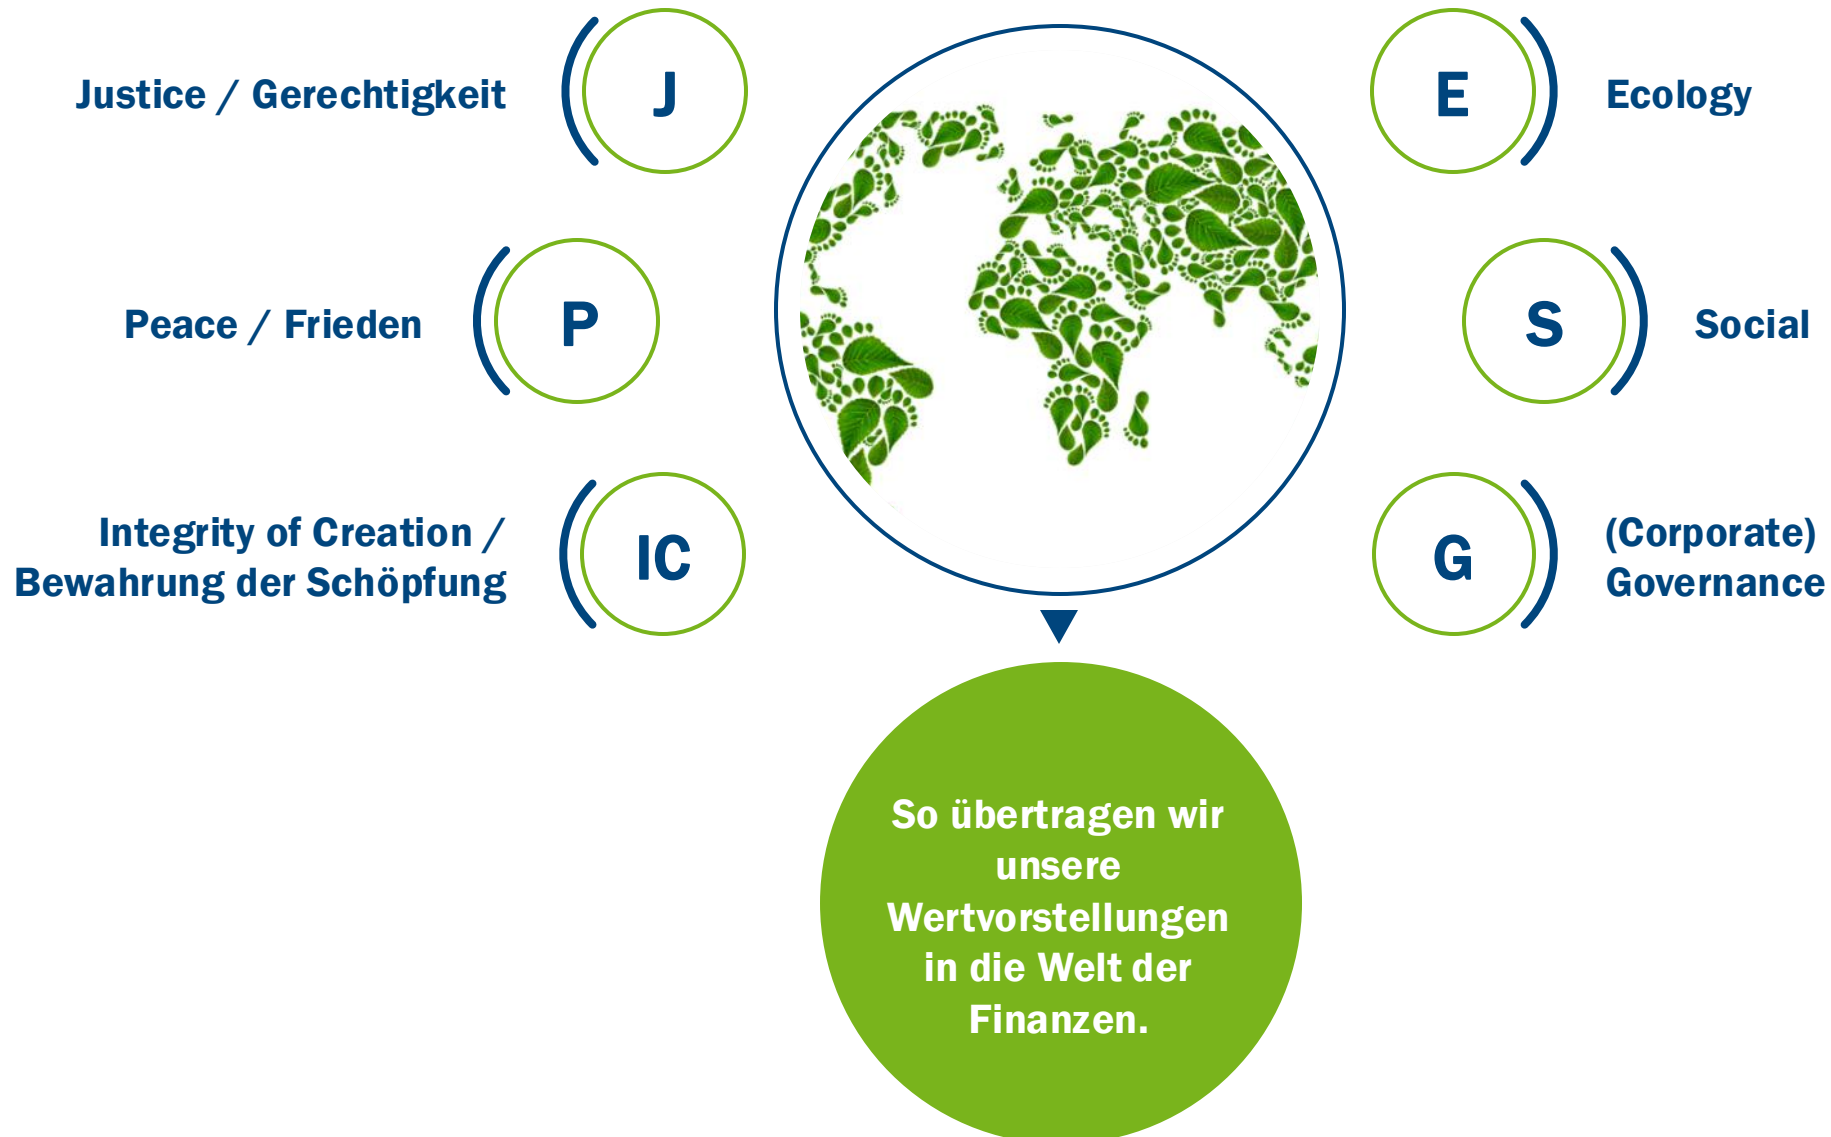 Justice / Gerechtigkeit
J
Peace / Frieden
P
Integrity of Creation /
Bewahrung der Schöpfung
IC
E
Ecology
S
Social
G
(Corporate)
Governance
So übertragen wir
unsere
Wertvorstellungen
in die Welt der
Finanzen.